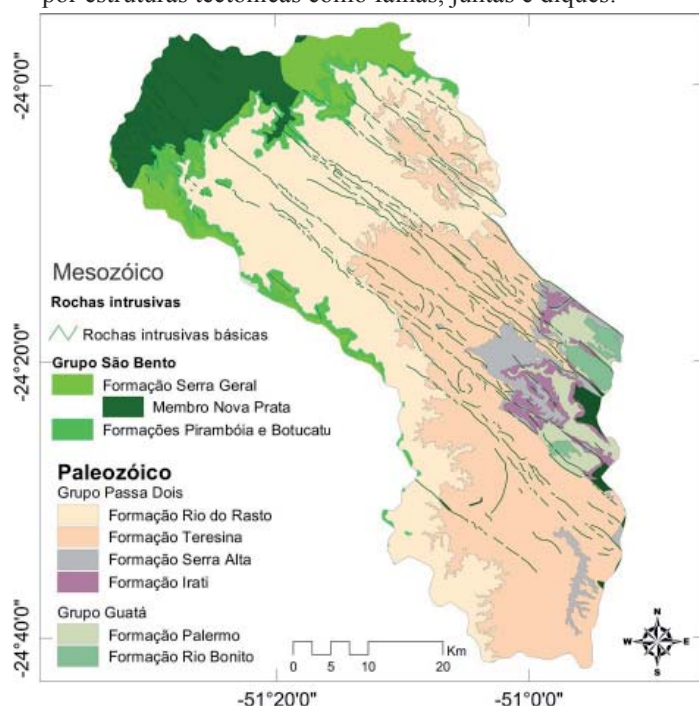 por estruturas tectônicas como falhas, juntas e diques.
-24°0'0"
-24°20'0"
-24°40'0"
Mesozóico
Rochas intrusivas
Rochas intrusivas básicas
Grupo São Bento
Formação Serra Geral
Membro Nova Prata
Formações Pirambóia e Botucatu
Paleozóico
Grupo Passa Dois
Formação Rio do Rasto
Formação Teresina
Formação Serra Alta
Formação Irati
Grupo Guatá
Formação Palermo
Formação Rio Bonito
Km
0 5 10 20
N
W E
S
-51°20'0" -51°0'0"